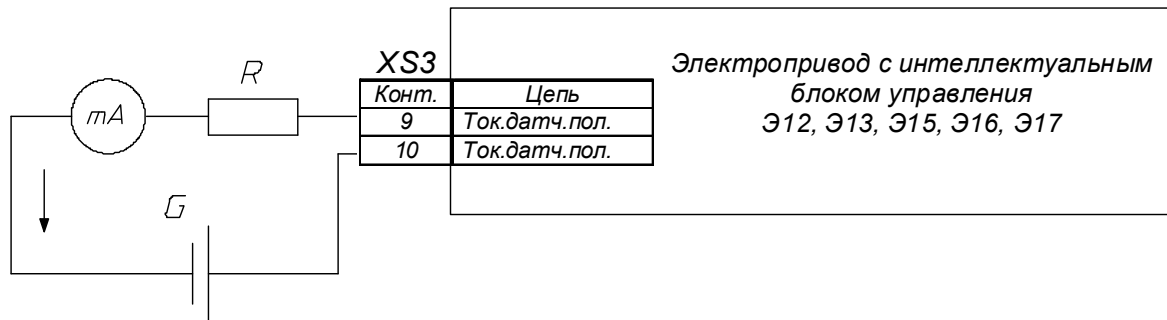 Электропривод с интеллектуальным
блоком управления
Э12, Э13, Э15, Э16, Э17
XS3
Конт. Цепь
9 Ток.датч.пол.
10 Ток.датч.пол.
R
mA
G